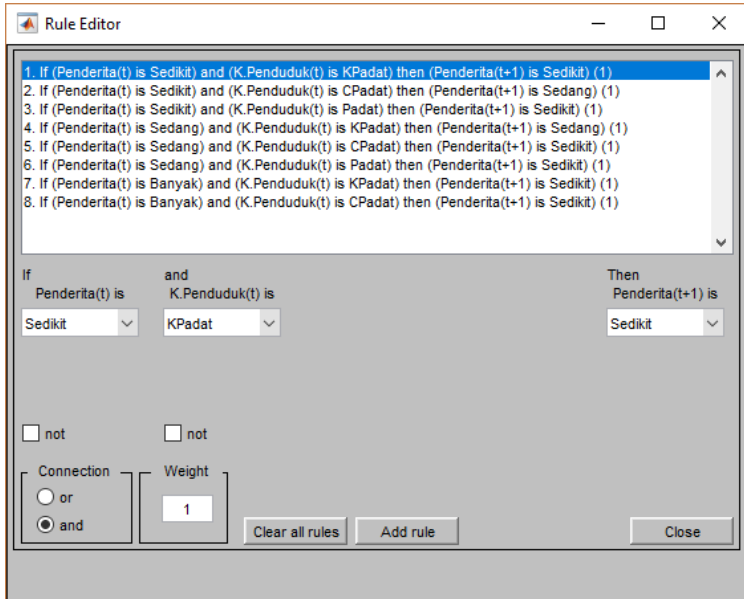 Rule Editor
1. If (Penderita(t) is Sedikit) and (K.Penduduk(t) is KPadat) then (Penderita(t+1) is Sedikit) (1)
2. If (Penderita(t) is Sedikit) and (K.Penduduk(t) is CPadat) then (Penderita(t+1) is Sedang) (1)
3. If (Penderita(t) is Sedikit) and (K.Penduduk(t) is Padat) then (Penderita(t+1) is Sedikit) (1)
4. If (Penderita(t) is Sedang) and (K.Penduduk(t) is KPadat) then (Penderita(t+1) is Sedang) (1)
5. If (Penderita(t) is Sedang) and (K.Penduduk(t) is CPadat) then (Penderita(t+1) is Sedikit) (1)
6. If (Penderita(t) is Sedang) and (K.Penduduk(t) is Padat) then (Penderita(t+1) is Sedikit) (1)
7. If (Penderita(t) is Banyak) and (K.Penduduk(t) is KPadat) then (Penderita(t+1) is Sedikit) (1)
8. If (Penderita(t) is Banyak) and (K.Penduduk(t) is CPadat) then (Penderita(t+1) is Sedikit) (1)
If and Then
Penderita(t) is K.Penduduk(t) is Penderita(t+1) is
Sedikit KPadat Sedikit
not not
Connection Weight
or
1
and
Clear all rules Add rule Close